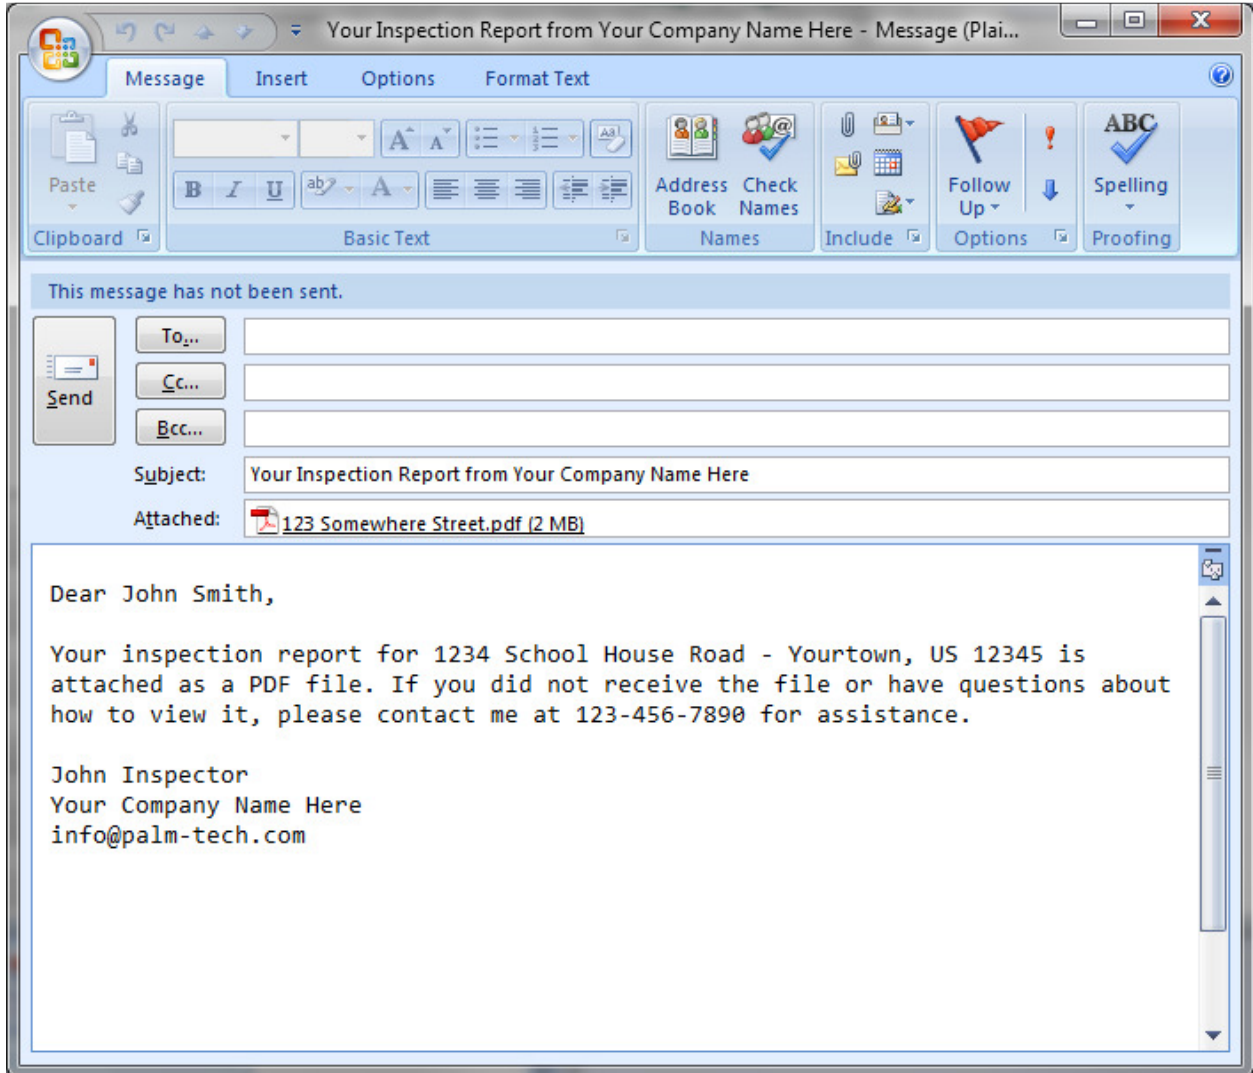 Your Inspection Report from Your Company Name Here - Message (Plai...
Message Insert Options Format Text
Paste
Clipboard
A A
B I U ab A
Basic Text
Address Book
Check Names
Names
Include
Follow Up
Options
ABC
Spelling
Proofing
This message has not been sent.
Send
To...
Cc...
Bcc...
Subject: Your Inspection Report from Your Company Name Here
Attached: 123 Somewhere Street.pdf (2 MB)
Dear John Smith,
Your inspection report for 1234 School House Road - Yourtown, US 12345 is
attached as a PDF file. If you did not receive the file or have questions about
how to view it, please contact me at 123-456-7890 for assistance.
John Inspector
Your Company Name Here
info@palm-tech.com